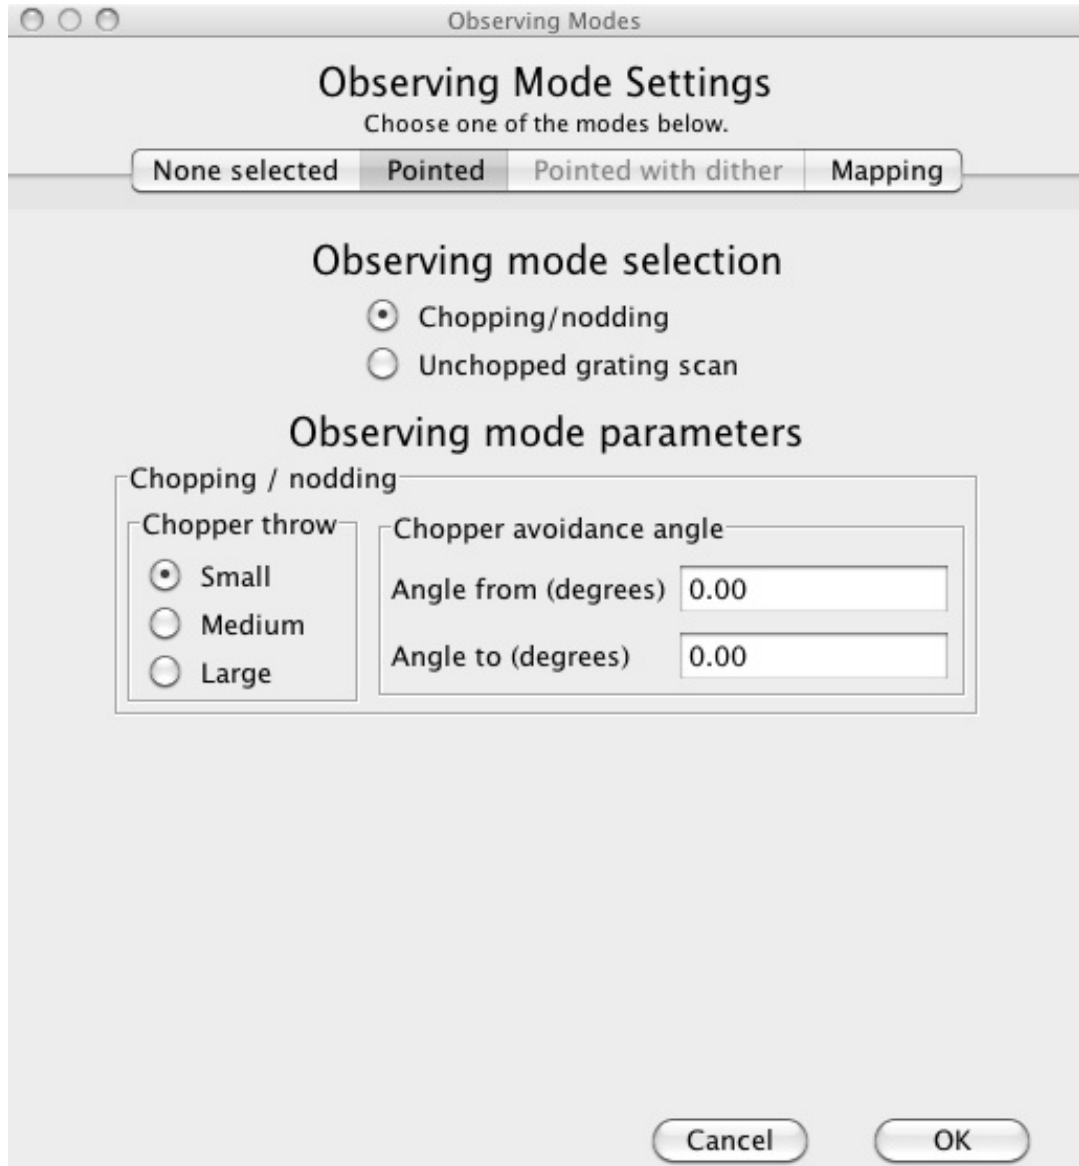 Observing Modes
Observing Mode Settings
Choose one of the modes below.
None selected Pointed Pointed with dither Mapping
Observing mode selection
Chopping/nodding
Unchopped grating scan
Observing mode parameters
Chopping / nodding
Chopper throw
Small
Medium
Large
Chopper avoidance angle
Angle from (degrees) 0.00
Angle to (degrees) 0.00
Cancel OK